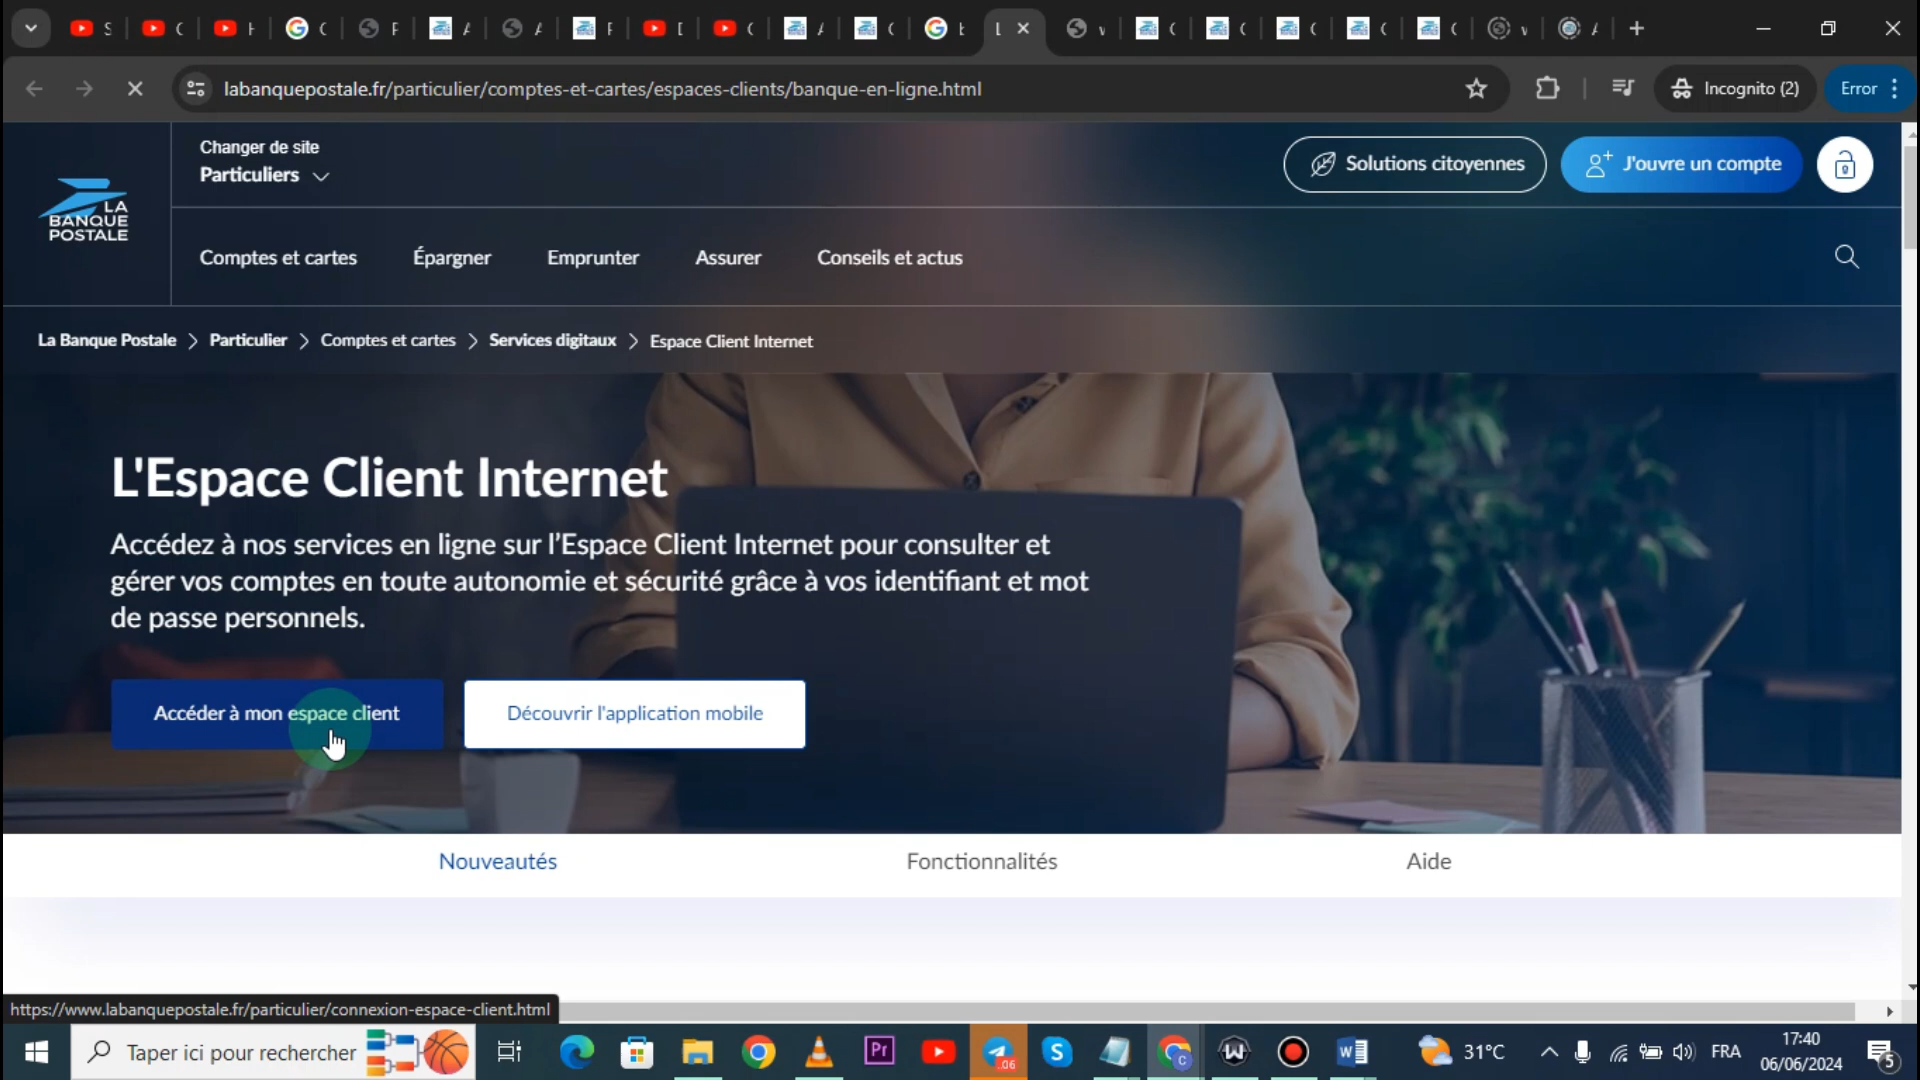 labanquepostale.fr/particulier/comptes-et-cartes/espaces-clients/banque-en-ligne.html
Incognito (2)
Error
Changer de site
Particuliers
Solutions citoyennes
J'ouvre un compte
LA
BANQUE
POSTALE
Comptes et cartes
Épargner
Emprunter
Assurer
Conseils et actus
La Banque Postale > Particulier > Comptes et cartes > Services digitaux > Espace Client Internet
L'Espace Client Internet
Accédez à nos services en ligne sur l’Espace Client Internet pour consulter et
gérer vos comptes en toute autonomie et sécurité grâce à vos identifiant et mot
de passe personnels.
Accéder à mon espace client
Découvrir l'application mobile
Nouveautés
Fonctionnalités
Aide
https://www.labanquepostale.fr/particulier/connexion-espace-client.html
Taper ici pour rechercher
Pr
06
S
C
W
31°C
FRA
17:40
06/06/2024
5